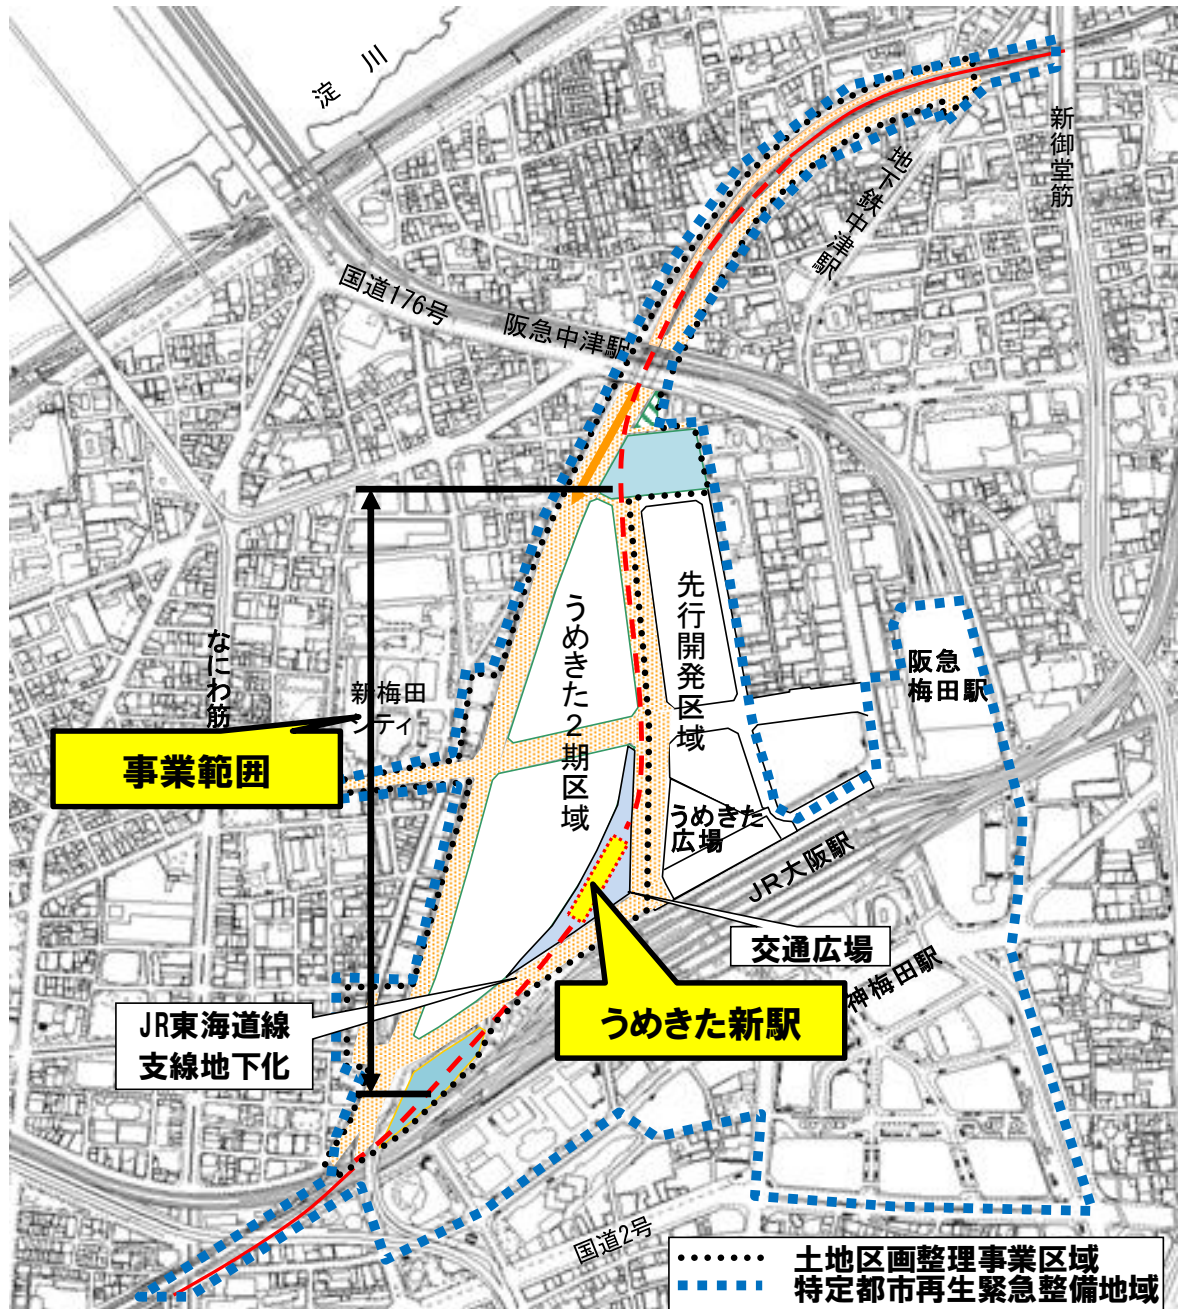 淀川
新御堂筋
地下鉄中津駅
国道176号
阪急中津駅
先行開発区域
うめきた2期区域
なにわ筋
新梅田
シティ
阪急
梅田駅
事業範囲
うめきた
広場
JR大阪駅
交通広場
神梅田駅
うめきた新駅
JR東海道線
支線地下化
国道2号
土地区画整理事業区域
特定都市再生緊急整備地域